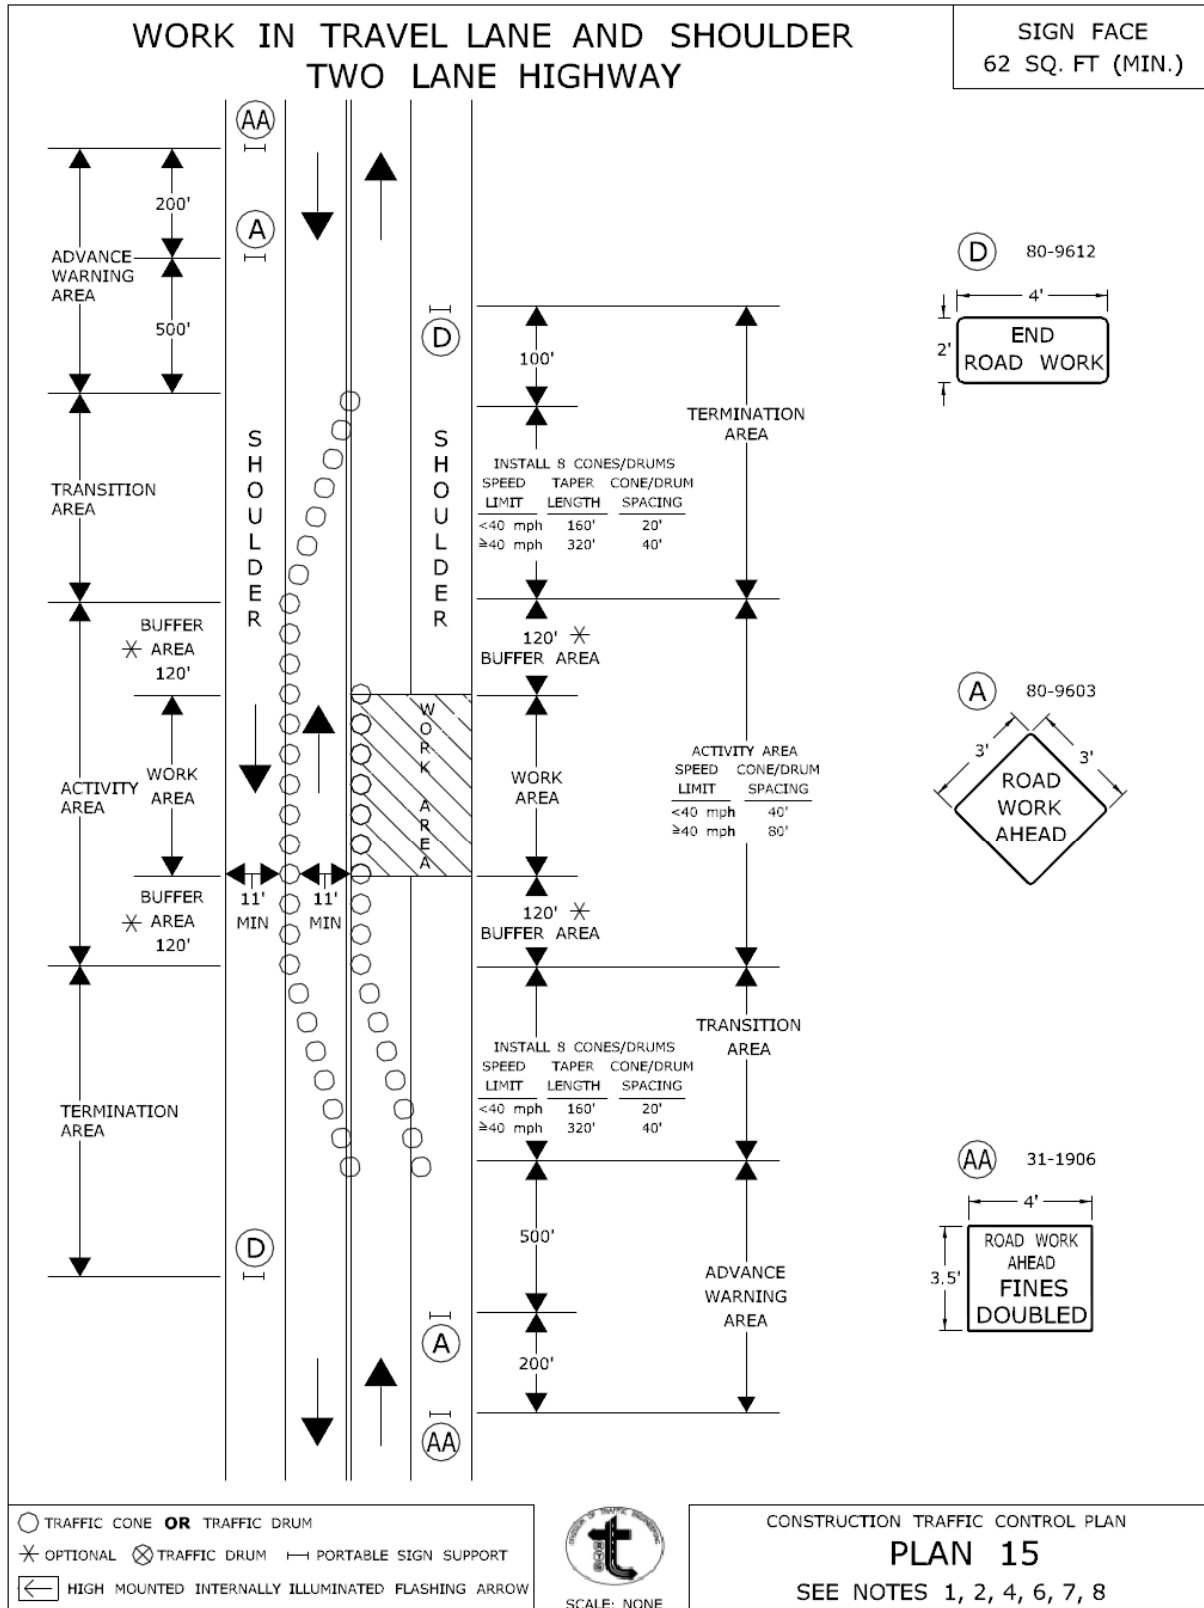 WORK IN TRAVEL LANE AND SHOULDER
TWO LANE HIGHWAY
SIGN FACE
62 SQ. FT (MIN.)
AA
200'
A
ADVANCE
WARNING
AREA
500'
D
100'
TERMINATION
AREA
SHOULDER
SHOULDER
TRANSITION
AREA
INSTALL 8 CONES/DRUMS
SPEED TAPER CONE/DRUM
LIMIT LENGTH SPACING
<40 mph 160' 20'
≥40 mph 320' 40'
BUFFER
AREA
120'
120'
BUFFER AREA
WORK AREA
ACTIVITY
AREA
WORK
AREA
WORK
AREA
ACTIVITY AREA
SPEED CONE/DRUM
LIMIT SPACING
<40 mph 40'
≥40 mph 80'
BUFFER
AREA
120'
11'
MIN
11'
MIN
120'
BUFFER AREA
TRANSITION
AREA
INSTALL 8 CONES/DRUMS
SPEED TAPER CONE/DRUM
LIMIT LENGTH SPACING
<40 mph 160' 20'
≥40 mph 320' 40'
TERMINATION
AREA
D
500'
ADVANCE
WARNING
AREA
A
200'
AA
D 80-9612
4'
2'
END
ROAD WORK
A 80-9603
3'
3'
ROAD
WORK
AHEAD
AA 31-1906
4'
3.5'
ROAD WORK
AHEAD
FINES
DOUBLED
TRAFFIC CONE OR TRAFFIC DRUM
OPTIONAL TRAFFIC DRUM PORTABLE SIGN SUPPORT
HIGH MOUNTED INTERNALLY ILLUMINATED FLASHING ARROW
DIVISION OF TRAFFIC ENGINEERING
SCALE: NONE
CONSTRUCTION TRAFFIC CONTROL PLAN
PLAN 15
SEE NOTES 1, 2, 4, 6, 7, 8